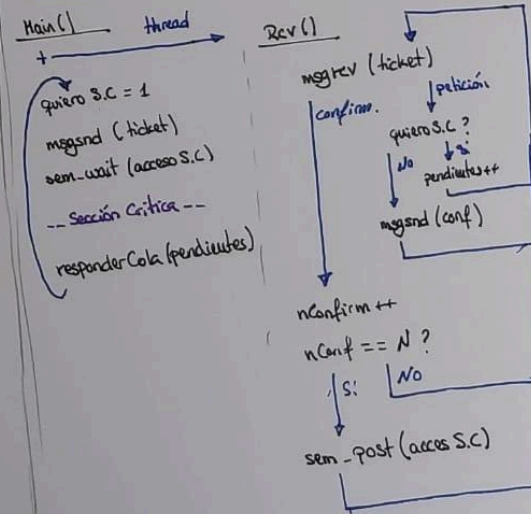 Main()
thread
quiero S.C = 1
msgsnd (ticket)
sem_wait (acceso S.C)
-- Sección Crítica --
responderCola (pendientes)
Rcv()
msgrcv (ticket)
confirm.
petición
quiero S.C ?
No
Si
pendientes++
msgsnd (conf)
nConfirm ++
nConf == N ?
Si
No
sem_post (acces S.C)